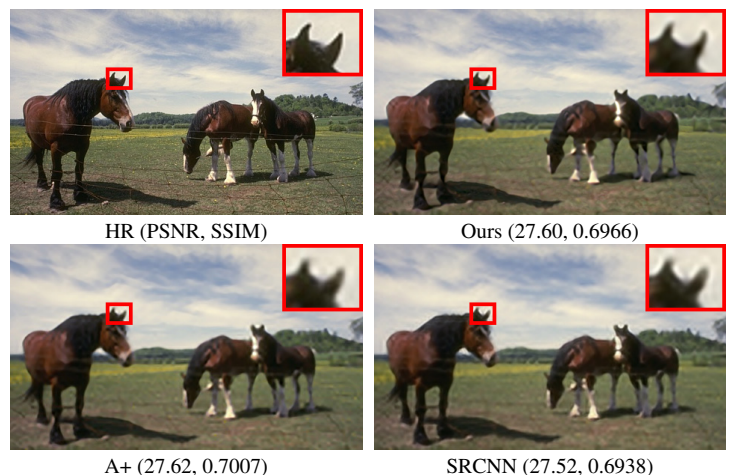 HR (PSNR, SSIM)
Ours (27.60, 0.6966)
A+ (27.62, 0.7007)
SRCNN (27.52, 0.6938)